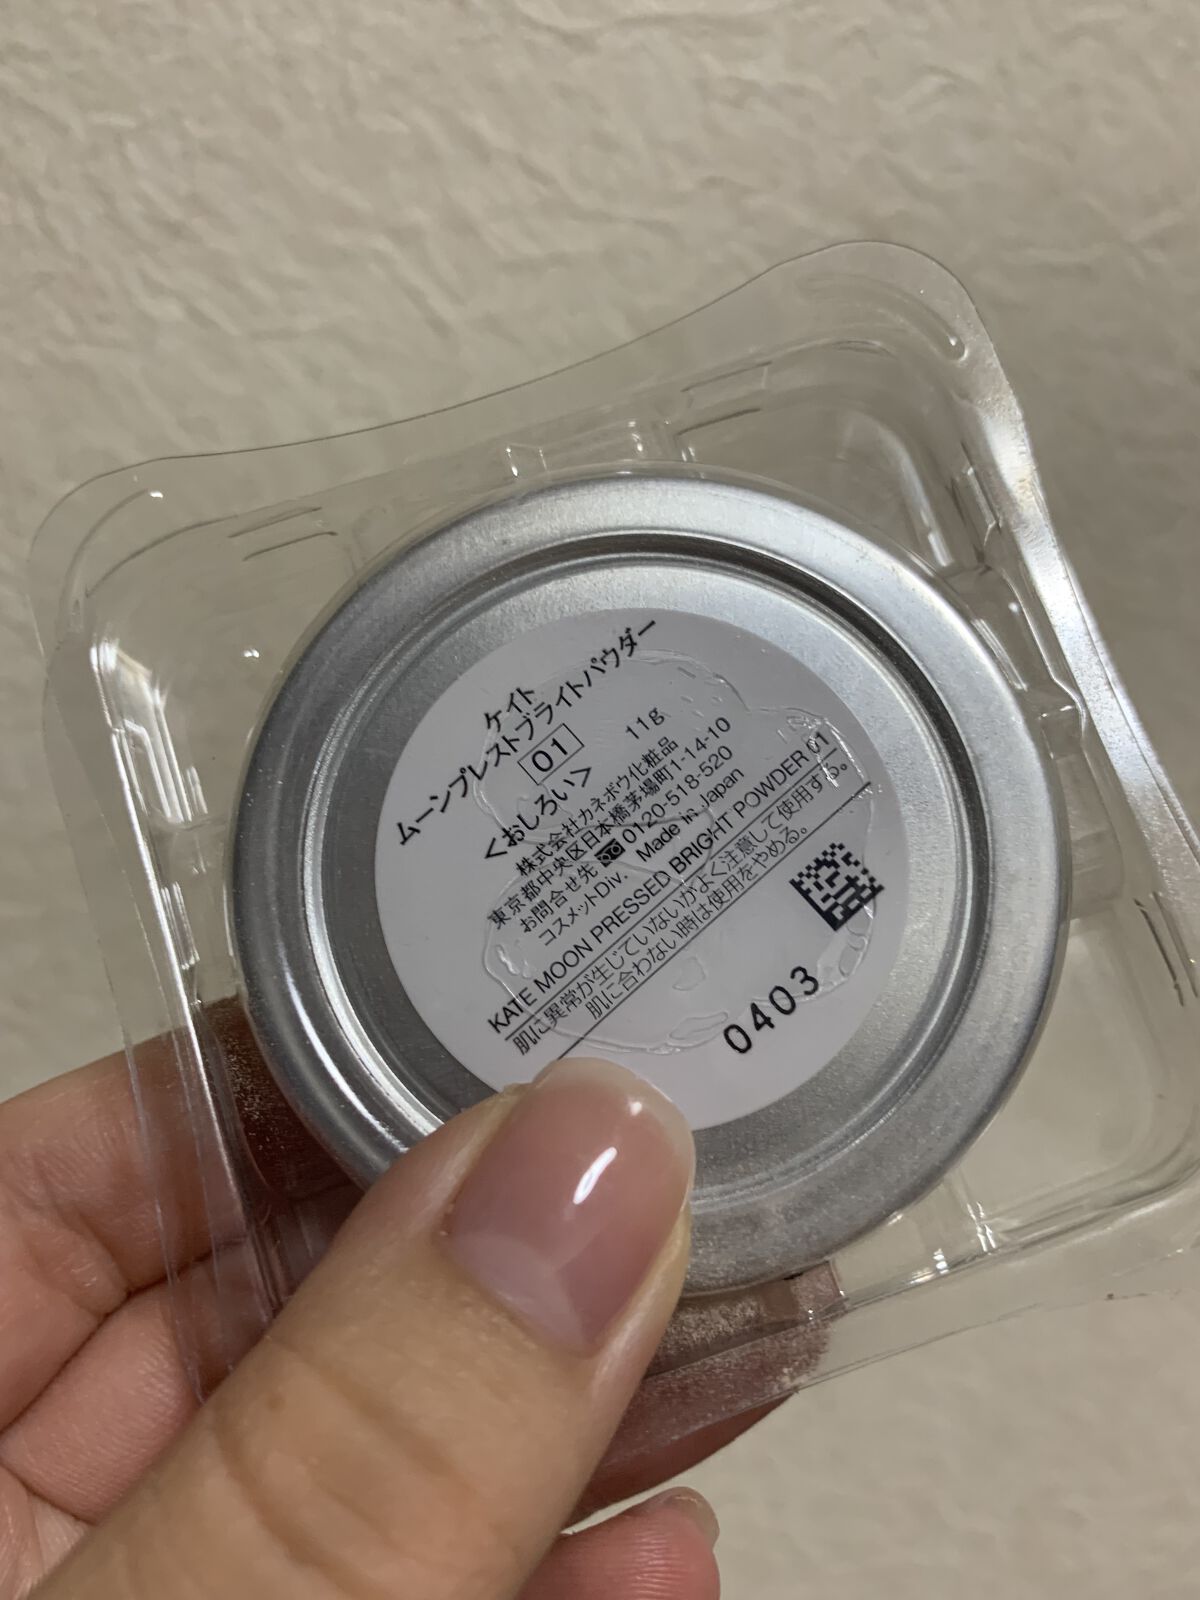 ケイト
ムーンプレストブライトパウダー
01
<おしろい> 11g
株式会社カネボウ化粧品
東京都中央区日本橋茅場町1-14-10
お問合せ先 0120-518-520
コスメットDiv. Made in Japan
KATE MOON PRESSED BRIGHT POWDER 01
肌に異常が生じていないかよく注意して使用する。
肌に合わない時は使用をやめる。
0403